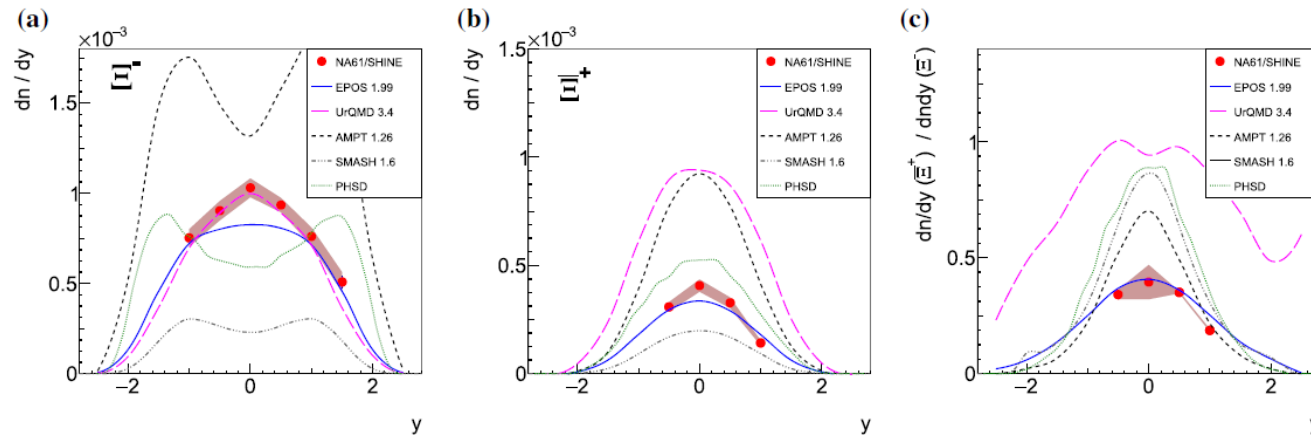 (a)
×10⁻³
dn / dy
Ξ⁻
1.5
1
0.5
0
−2
0
2
y
NA61/SHINE
EPOS 1.99
UrQMD 3.4
AMPT 1.26
SMASH 1.6
PHSD
(b)
×10⁻³
dn / dy
Ξ̅⁺
1.5
1
0.5
0
−2
0
2
y
NA61/SHINE
EPOS 1.99
UrQMD 3.4
AMPT 1.26
SMASH 1.6
PHSD
(c)
dn/dy (Ξ̅⁺) / dndy (Ξ⁻)
1
0.5
0
−2
0
2
NA61/SHINE
EPOS 1.99
UrQMD 3.4
AMPT 1.26
SMASH 1.6
PHSD